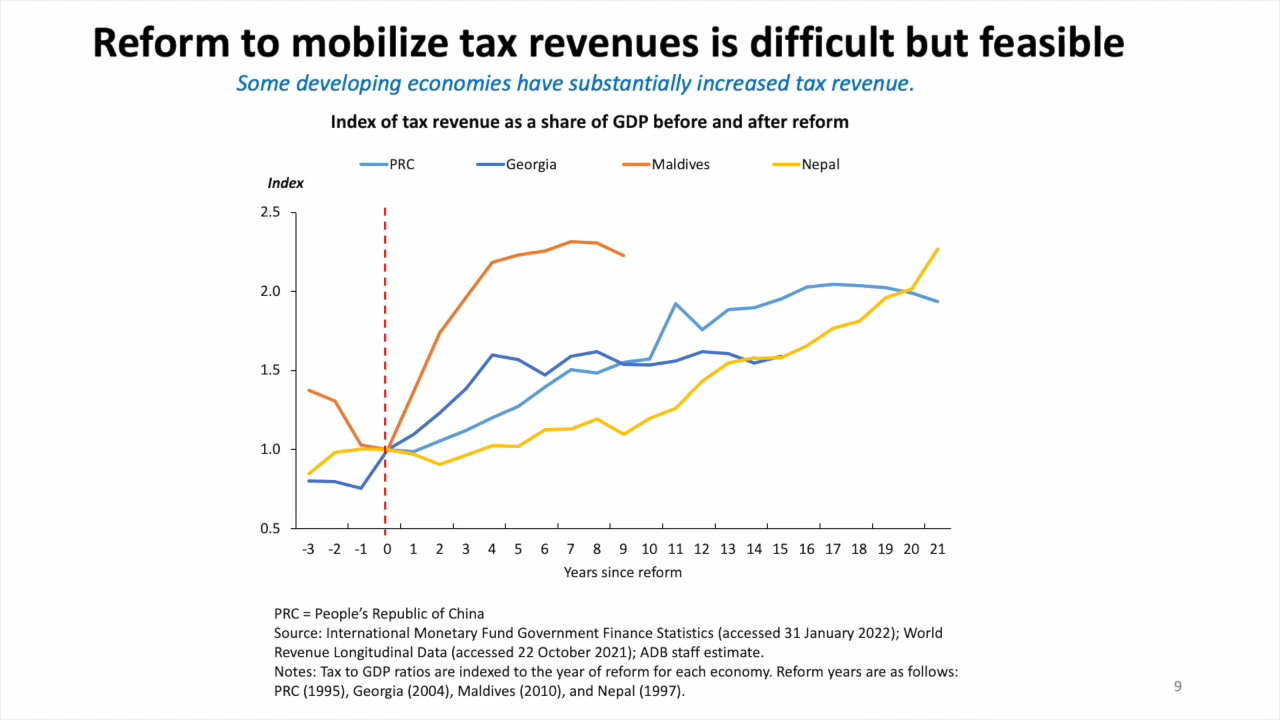 Reform to mobilize tax revenues is difficult but feasible
Some developing economies have substantially increased tax revenue.
Index of tax revenue as a share of GDP before and after reform
PRC Georgia Maldives Nepal
Index
2.5
2.0
1.5
1.0
0.5
-3 -2 -1 0 1 2 3 4 5 6 7 8 9 10 11 12 13 14 15 16 17 18 19 20 21
Years since reform
PRC = People’s Republic of China
Source: International Monetary Fund Government Finance Statistics (accessed 31 January 2022); World
Revenue Longitudinal Data (accessed 22 October 2021); ADB staff estimate.
Notes: Tax to GDP ratios are indexed to the year of reform for each economy. Reform years are as follows:
PRC (1995), Georgia (2004), Maldives (2010), and Nepal (1997).
9